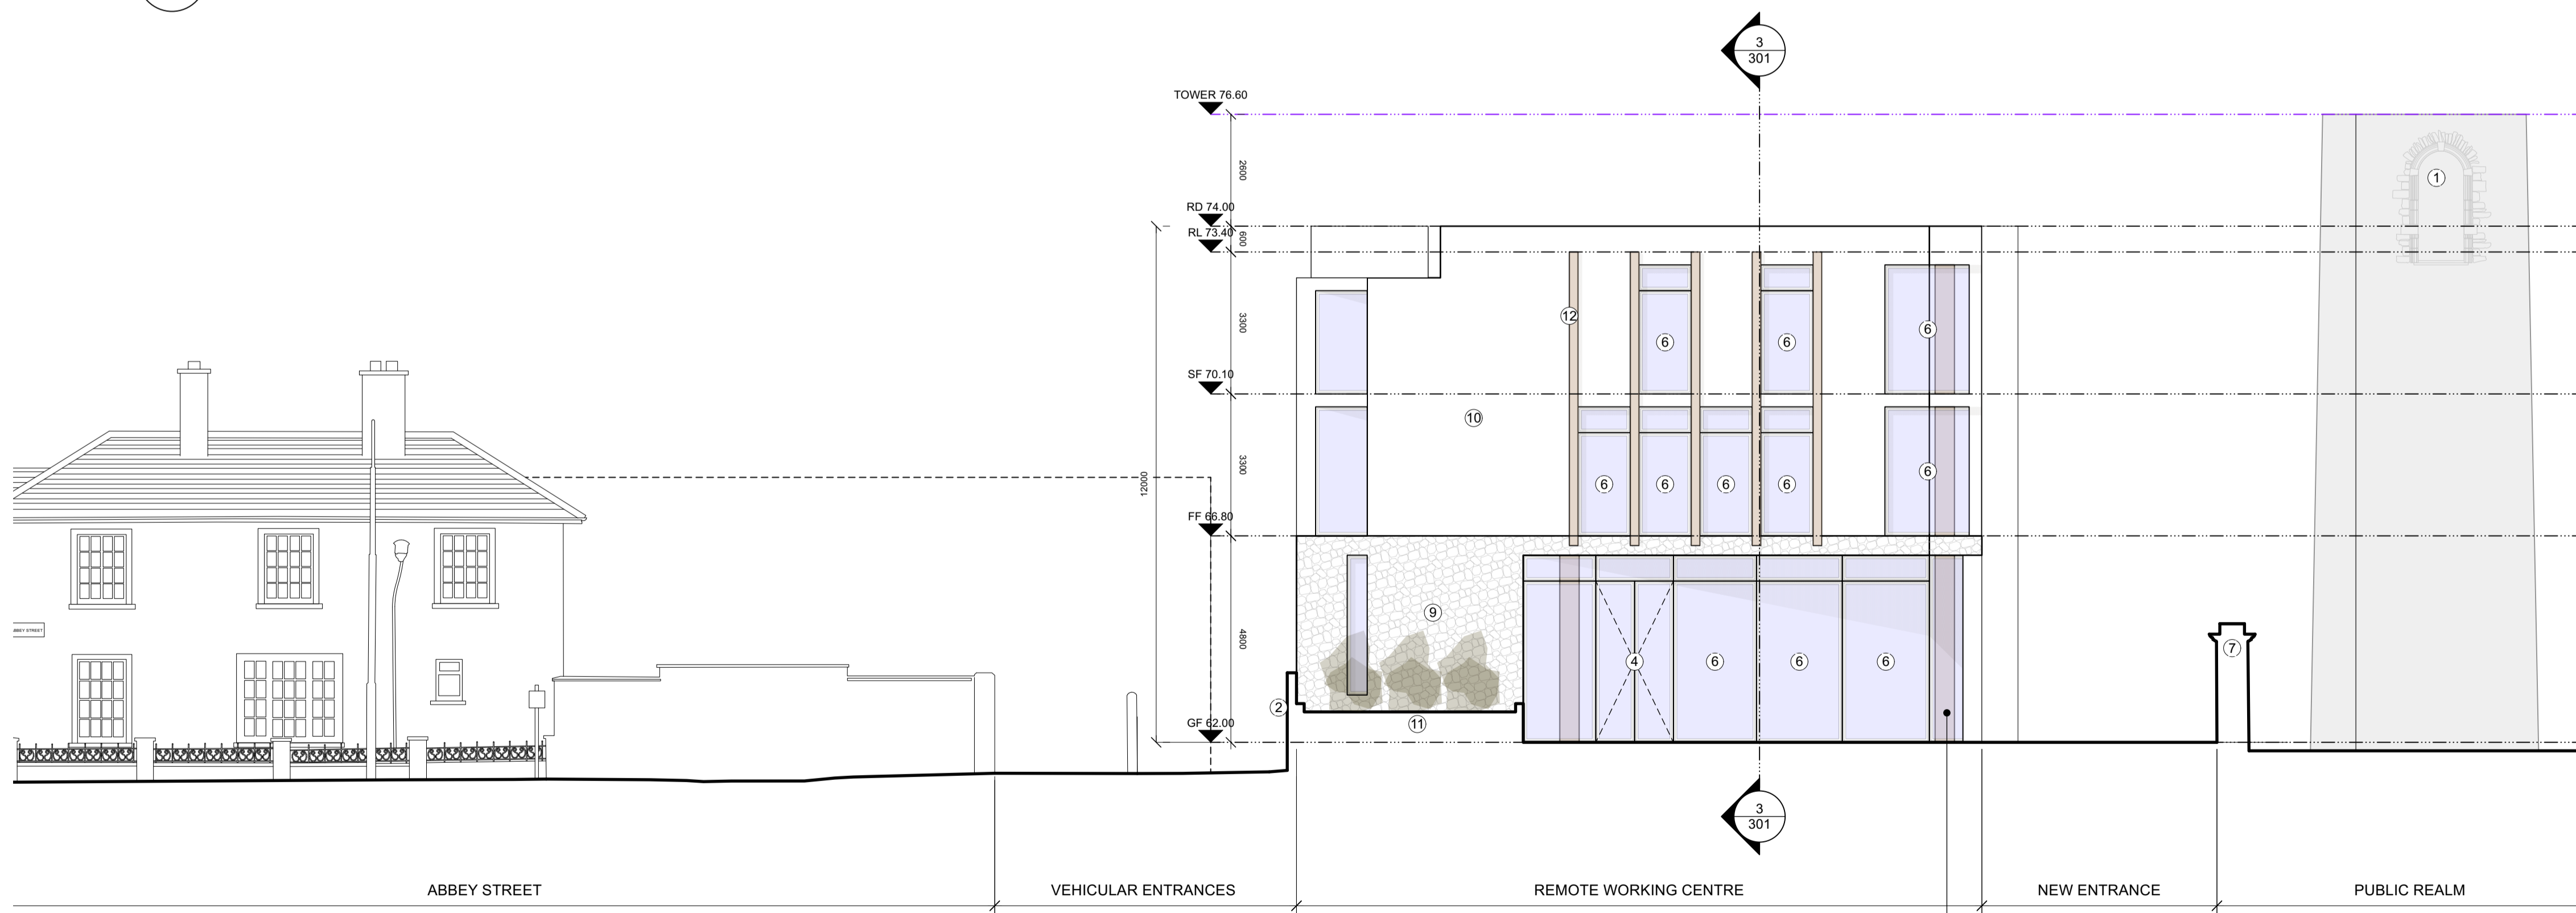 3
301
TOWER 76.60
2600
1
RD 74.00
600
RL 73.40
12
3300
6
6
6
SF 70.10
10
3300
12000
6
6
6
6
6
FF 66.80
9
4800
ABBEY STREET
4
6
6
6
7
2
11
GF 62.00
3
301
ABBEY STREET
VEHICULAR ENTRANCES
REMOTE WORKING CENTRE
NEW ENTRANCE
PUBLIC REALM